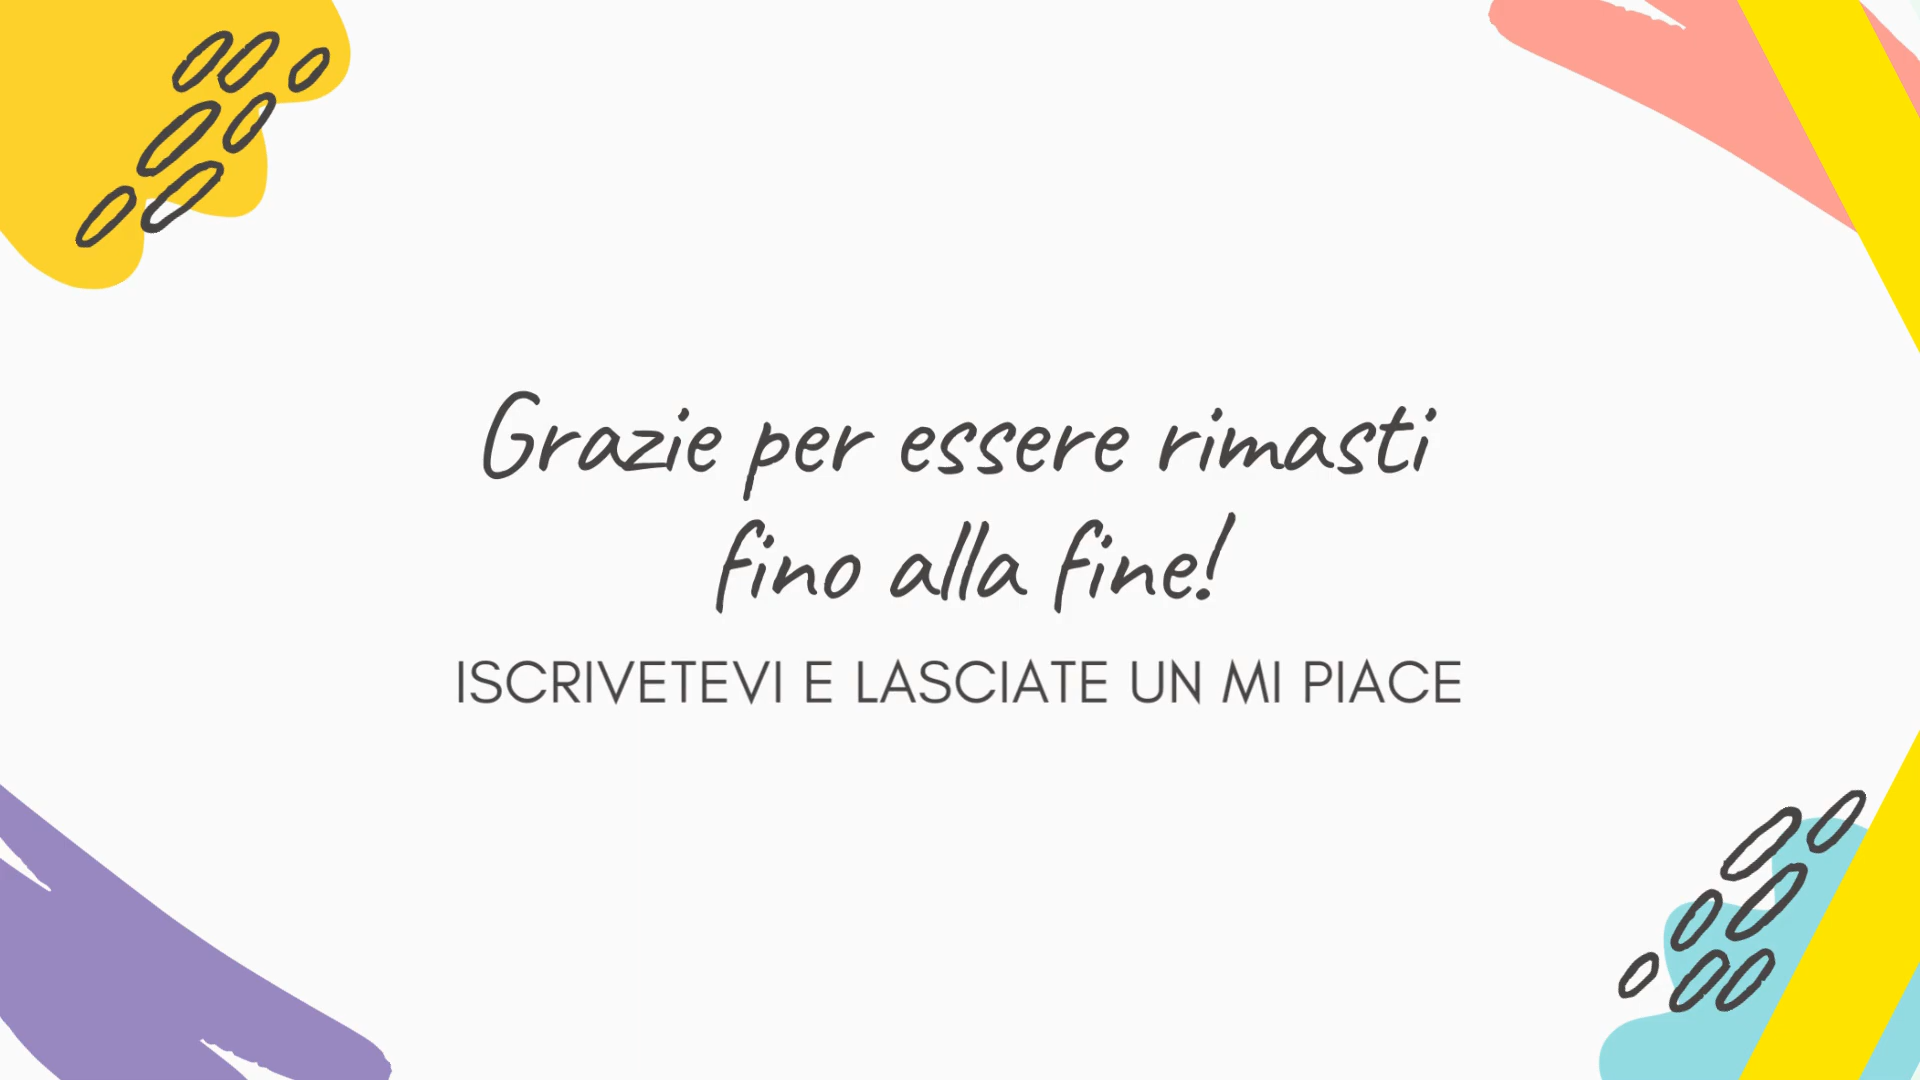 Grazie per essere rimasti
fino alla fine!
ISCRIVETEVI E LASCIATE UN MI PIACE